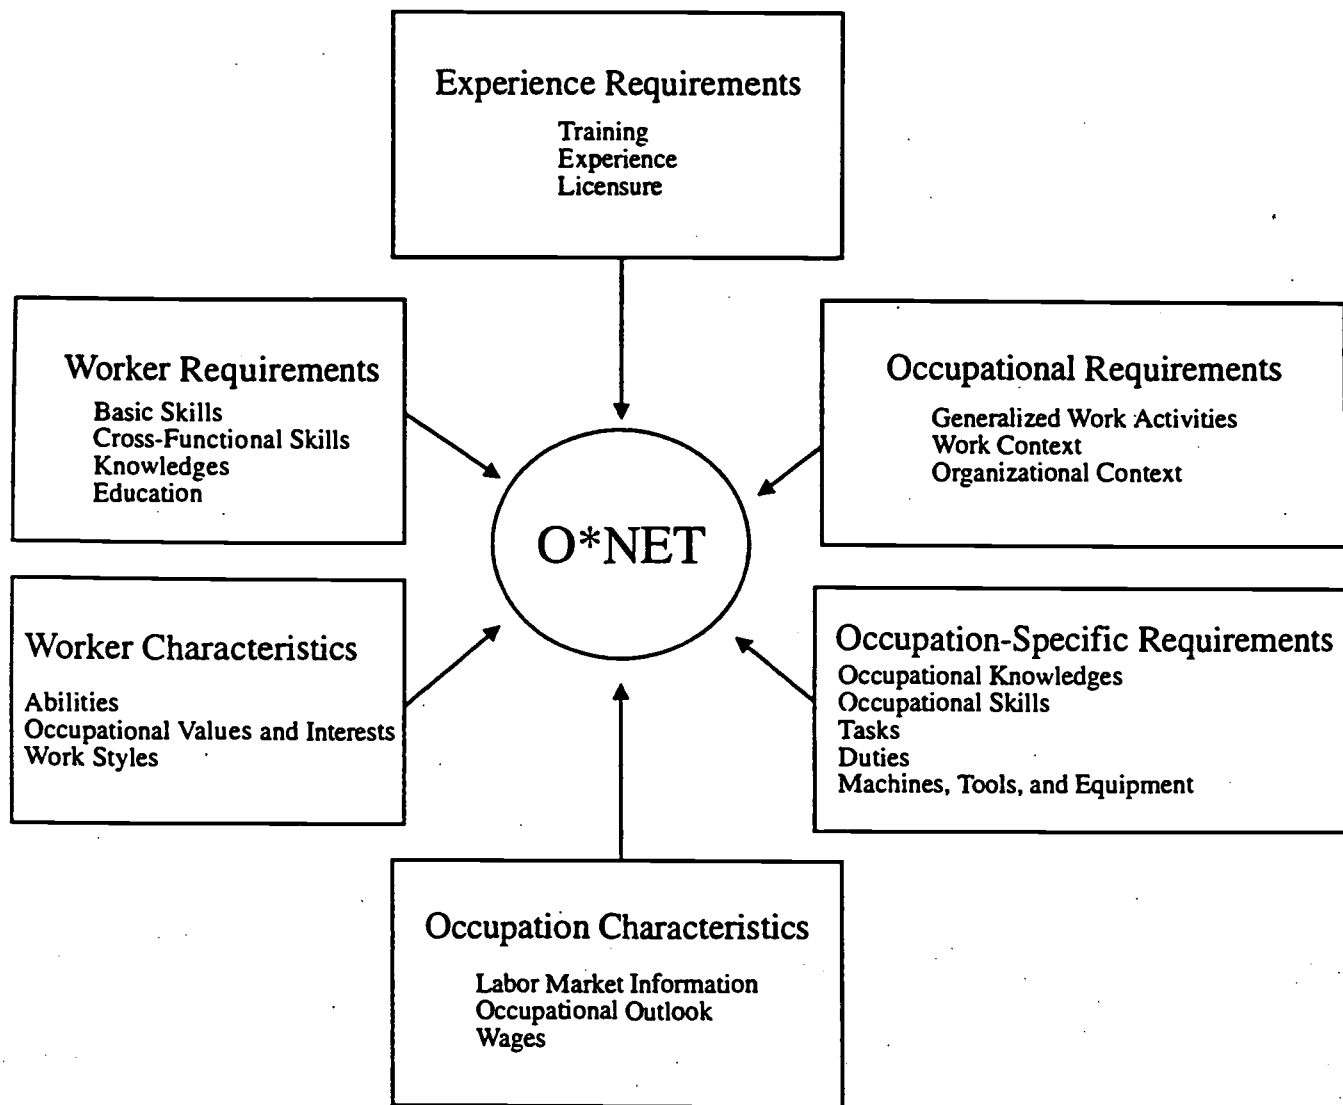 Experience Requirements
Training
Experience
Licensure
Worker Requirements
Basic Skills
Cross-Functional Skills
Knowledges
Education
Occupational Requirements
Generalized Work Activities
Work Context
Organizational Context
O*NET
Worker Characteristics
Abilities
Occupational Values and Interests
Work Styles
Occupation-Specific Requirements
Occupational Knowledges
Occupational Skills
Tasks
Duties
Machines, Tools, and Equipment
Occupation Characteristics
Labor Market Information
Occupational Outlook
Wages